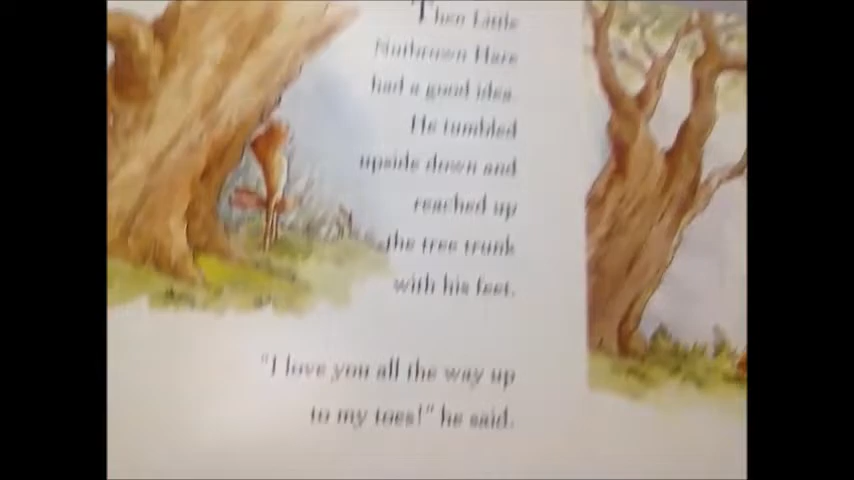 Then Little
Nutbrown Hare
had a good idea.
He tumbled
upside down and
reached up
the tree trunk
with his feet.
"I love you all the way up
to my toes!" he said.